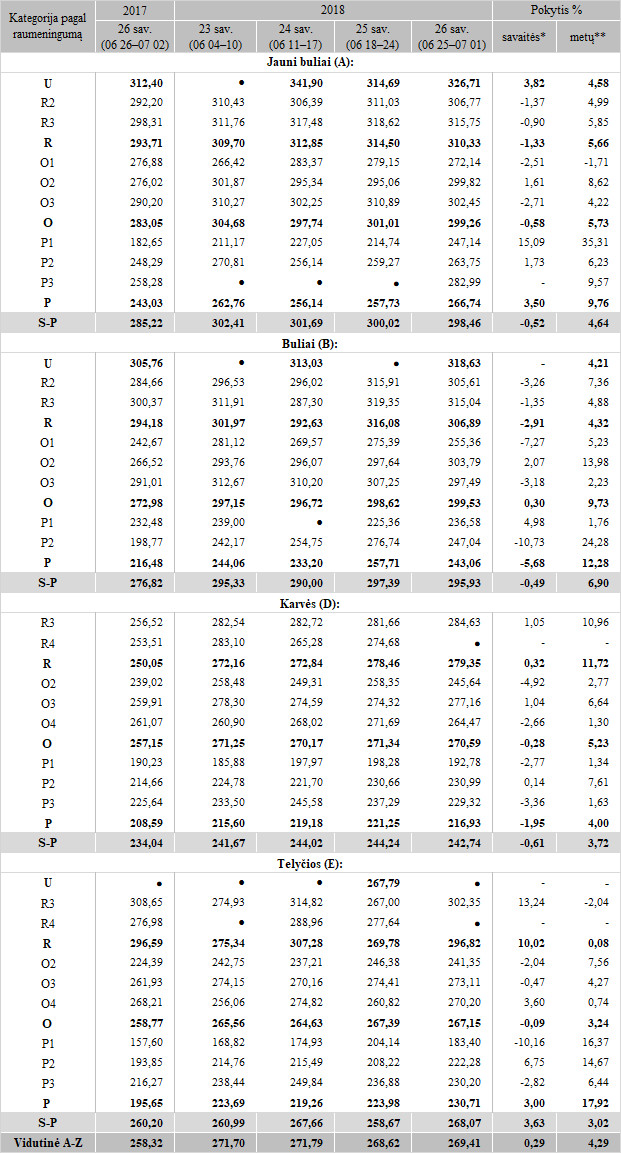 Kategorija pagal raumeningumą 2017 2018 Pokytis %
26 sav. (06 26–07 02) 23 sav. (06 04–10) 24 sav. (06 11–17) 25 sav. (06 18–24) 26 sav. (06 25–07 01) savaitės* metų**
Jauni buliai (A):
U 312,40 ● 341,90 314,69 326,71 3,82 4,58
R2 292,20 310,43 306,39 311,03 306,77 -1,37 4,99
R3 298,31 311,76 317,48 318,62 315,75 -0,90 5,85
R 293,71 309,70 312,85 314,50 310,33 -1,33 5,66
O1 276,88 266,42 283,37 279,15 272,14 -2,51 -1,71
O2 276,02 301,87 295,34 295,06 299,82 1,61 8,62
O3 290,20 310,27 302,25 310,89 302,45 -2,71 4,22
O 283,05 304,68 297,74 301,01 299,26 -0,58 5,73
P1 182,65 211,17 227,05 214,74 247,14 15,09 35,31
P2 248,29 270,81 256,14 259,27 263,75 1,73 6,23
P3 258,28 ● ● ● 282,99 - 9,57
P 243,03 262,76 256,14 257,73 266,74 3,50 9,76
S-P 285,22 302,41 301,69 300,02 298,46 -0,52 4,64
Buliai (B):
U 305,76 ● 313,03 ● 318,63 - 4,21
R2 284,66 296,53 296,02 315,91 305,61 -3,26 7,36
R3 300,37 311,91 287,30 319,35 315,04 -1,35 4,88
R 294,18 301,97 292,63 316,08 306,89 -2,91 4,32
O1 242,67 281,12 269,57 275,39 255,36 -7,27 5,23
O2 266,52 293,76 296,07 297,64 303,79 2,07 13,98
O3 291,01 312,67 310,20 307,25 297,49 -3,18 2,23
O 272,98 297,15 296,72 298,62 299,53 0,30 9,73
P1 232,48 239,00 ● 225,36 236,58 4,98 1,76
P2 198,77 242,17 254,75 276,74 247,04 -10,73 24,28
P 216,48 244,06 233,20 257,71 243,06 -5,68 12,28
S-P 276,82 295,33 290,00 297,39 295,93 -0,49 6,90
Karvės (D):
R3 256,52 282,54 282,72 281,66 284,63 1,05 10,96
R4 253,51 283,10 265,28 274,68 ● - -
R 250,05 272,16 272,84 278,46 279,35 0,32 11,72
O2 239,02 258,48 249,31 258,35 245,64 -4,92 2,77
O3 259,91 278,30 274,59 274,32 277,16 1,04 6,64
O4 261,07 260,90 268,02 271,69 264,47 -2,66 1,30
O 257,15 271,25 270,17 271,34 270,59 -0,28 5,23
P1 190,23 185,88 197,97 198,28 192,78 -2,77 1,34
P2 214,66 224,78 221,70 230,66 230,99 0,14 7,61
P3 225,64 233,50 245,58 237,29 229,32 -3,36 1,63
P 208,59 215,60 219,18 221,25 216,93 -1,95 4,00
S-P 234,04 241,67 244,02 244,24 242,74 -0,61 3,72
Telyčios (E):
U ● ● ● 267,79 ● - -
R3 308,65 274,93 314,82 267,00 302,35 13,24 -2,04
R4 276,98 ● 288,96 277,64 ● - -
R 296,59 275,34 307,28 269,78 296,82 10,02 0,08
O2 224,39 242,75 237,21 246,38 241,35 -2,04 7,56
O3 261,93 274,15 270,16 274,41 273,11 -0,47 4,27
O4 268,21 256,06 274,82 260,82 270,20 3,60 0,74
O 258,77 265,56 264,63 267,39 267,15 -0,09 3,24
P1 157,60 168,82 174,93 204,14 183,40 -10,16 16,37
P2 193,85 214,76 215,49 208,22 222,28 6,75 14,67
P3 216,27 238,44 249,84 236,88 230,20 -2,82 6,44
P 195,65 223,69 219,26 223,98 230,71 3,00 17,92
S-P 260,20 260,99 267,66 258,67 268,07 3,63 3,02
Vidutinė A-Z 258,32 271,70 271,79 268,62 269,41 0,29 4,29